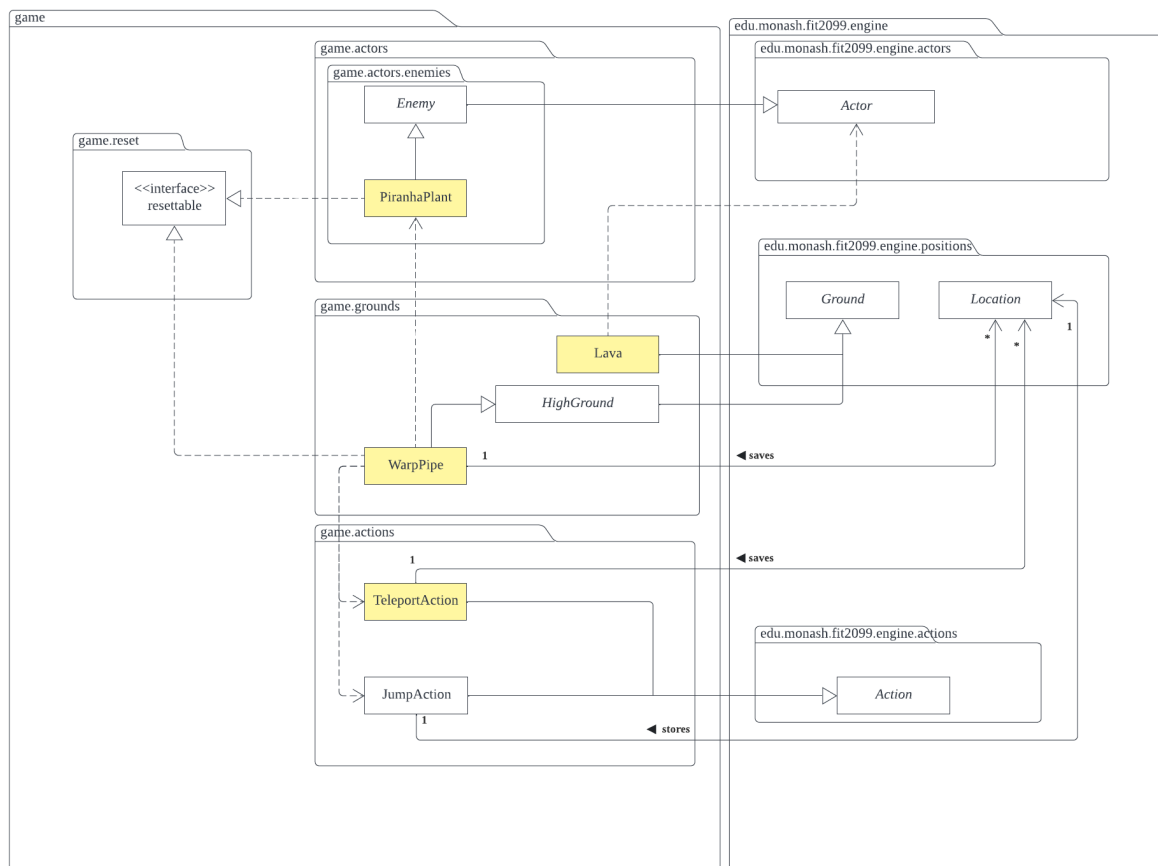 game
edu.monash.fit2099.engine
game.actors
edu.monash.fit2099.engine.actors
game.actors.enemies
Enemy
Actor
game.reset
<<interface>>
resettable
PiranhaPlant
edu.monash.fit2099.engine.positions
Ground
Location
game.grounds
1
*
*
Lava
HighGround
WarpPipe
1
◀ saves
game.actions
1
◀ saves
TeleportAction
edu.monash.fit2099.engine.actions
JumpAction
Action
1
◀ stores